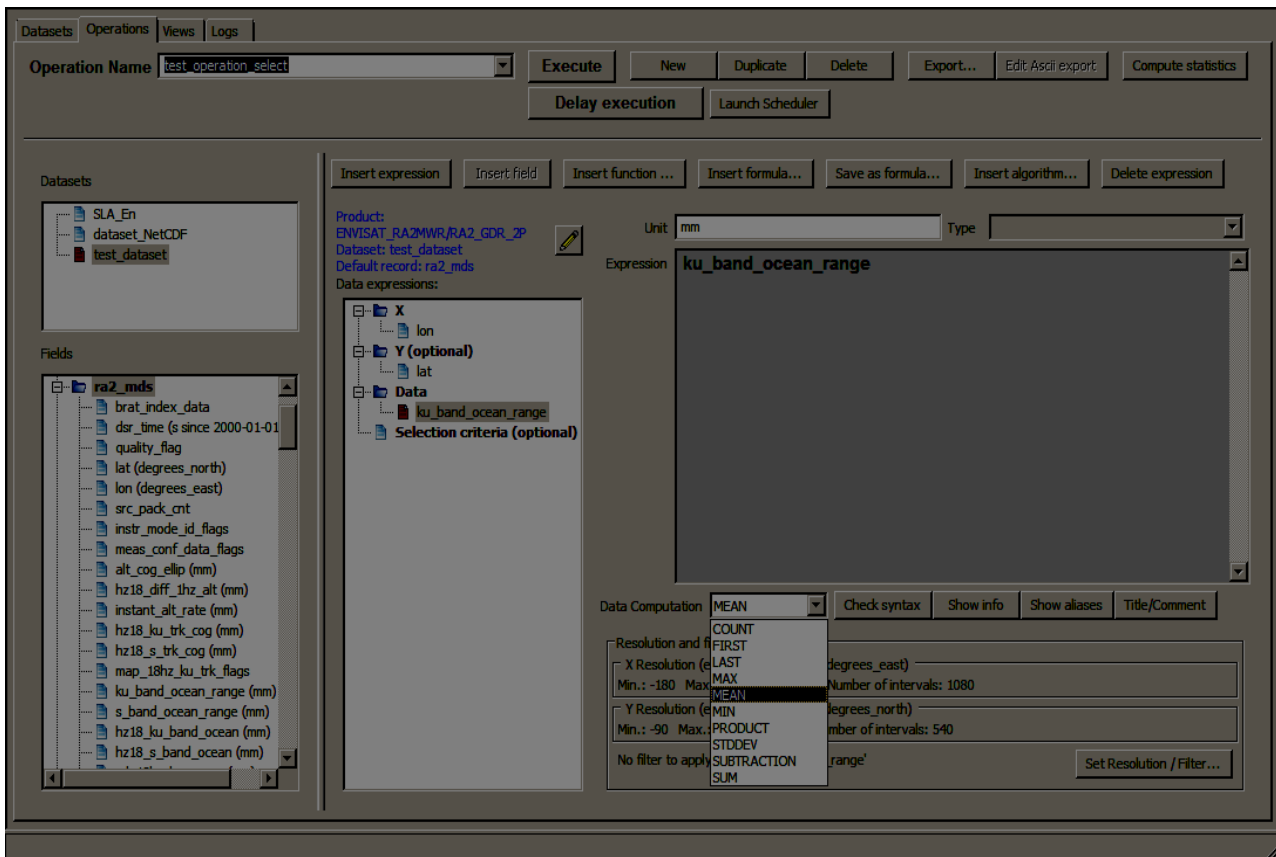 Datasets Operations Views Logs
Operation Name test_operation_select Execute New Duplicate Delete Export... Edit Ascii export Compute statistics
Delay execution Launch Scheduler
Datasets
SLA_En
dataset_NetCDF
test_dataset
Fields
ra2_mds
brat_index_data
dsr_time (s since 2000-01-01
quality_flag
lat (degrees_north)
lon (degrees_east)
src_pack_cnt
instr_mode_id_flags
meas_conf_data_flags
alt_cog_ellip (mm)
hz18_diff_1hz_alt (mm)
instant_alt_rate (mm)
hz18_ku_trk_cog (mm)
hz18_s_trk_cog (mm)
map_18hz_ku_trk_flags
ku_band_ocean_range (mm)
s_band_ocean_range (mm)
hz18_ku_band_ocean (mm)
hz18_s_band_ocean (mm)
Insert expression Insert field Insert function ... Insert formula... Save as formula... Insert algorithm... Delete expression
Product:
ENVISAT_RA2MWR/RA2_GDR_2P
Dataset: test_dataset
Default record: ra2_mds
Data expressions:
X
lon
Y (optional)
lat
Data
ku_band_ocean_range
Selection criteria (optional)
Unit mm Type
Expression ku_band_ocean_range
Data Computation MEAN Check syntax Show info Show aliases Title/Comment
COUNT
FIRST
LAST
MAX
MEAN
MIN
PRODUCT
STDDEV
SUBTRACTION
SUM
Resolution and
X Resolution degrees_east)
Min.: -180 Max Number of intervals: 1080
Y Resolution degrees_north)
Min.: -90 Max. mber of intervals: 540
No filter to apply range'
Set Resolution / Filter...